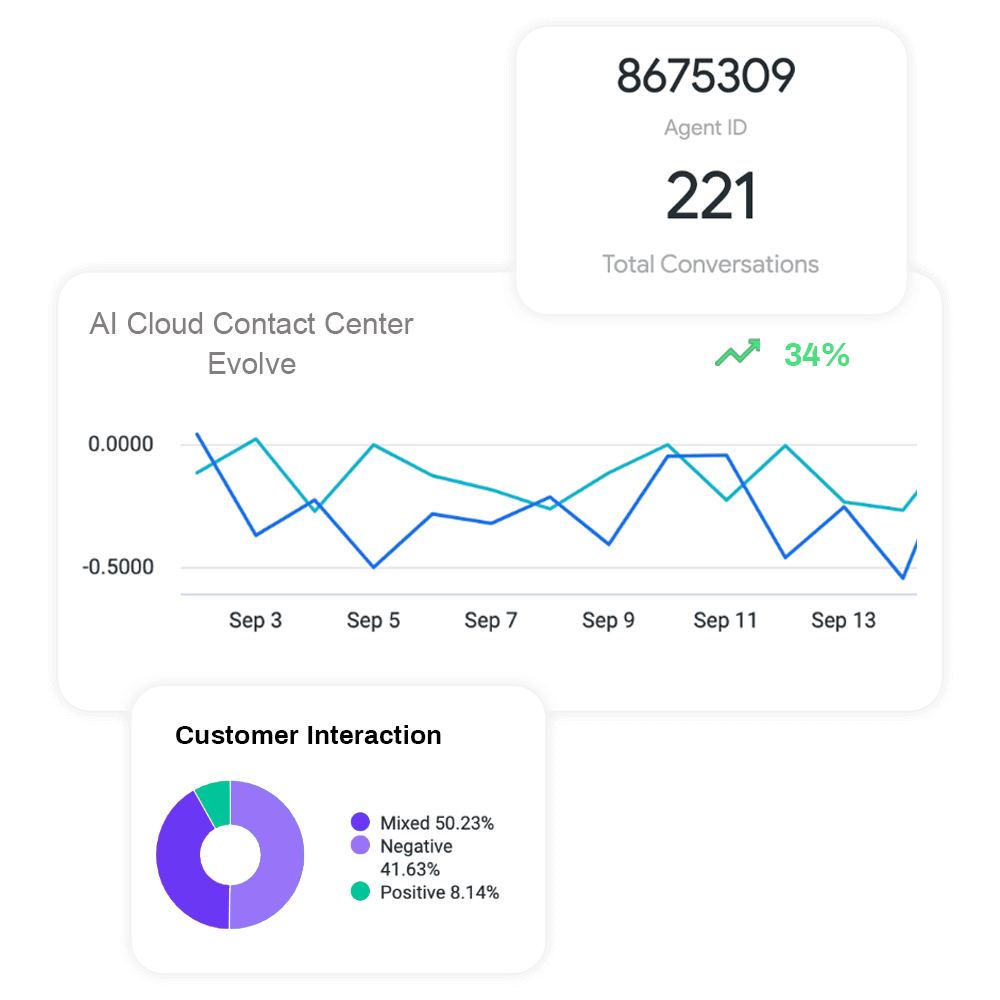 8675309
Agent ID
221
Total Conversations
AI Cloud Contact Center
Evolve
34%
0.0000
-0.5000
Sep 3
Sep 5
Sep 7
Sep 9
Sep 11
Sep 13
Customer Interaction
Mixed 50.23%
Negative
41.63%
Positive 8.14%